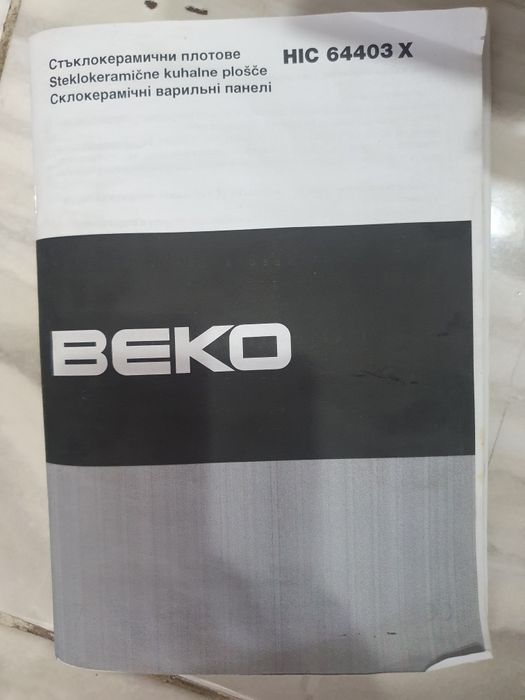 Стъклокерамични плотове
Steklokeramične kuhalne plošče
Склокерамічні варильні панелі
HIC 64403 X
BEKO